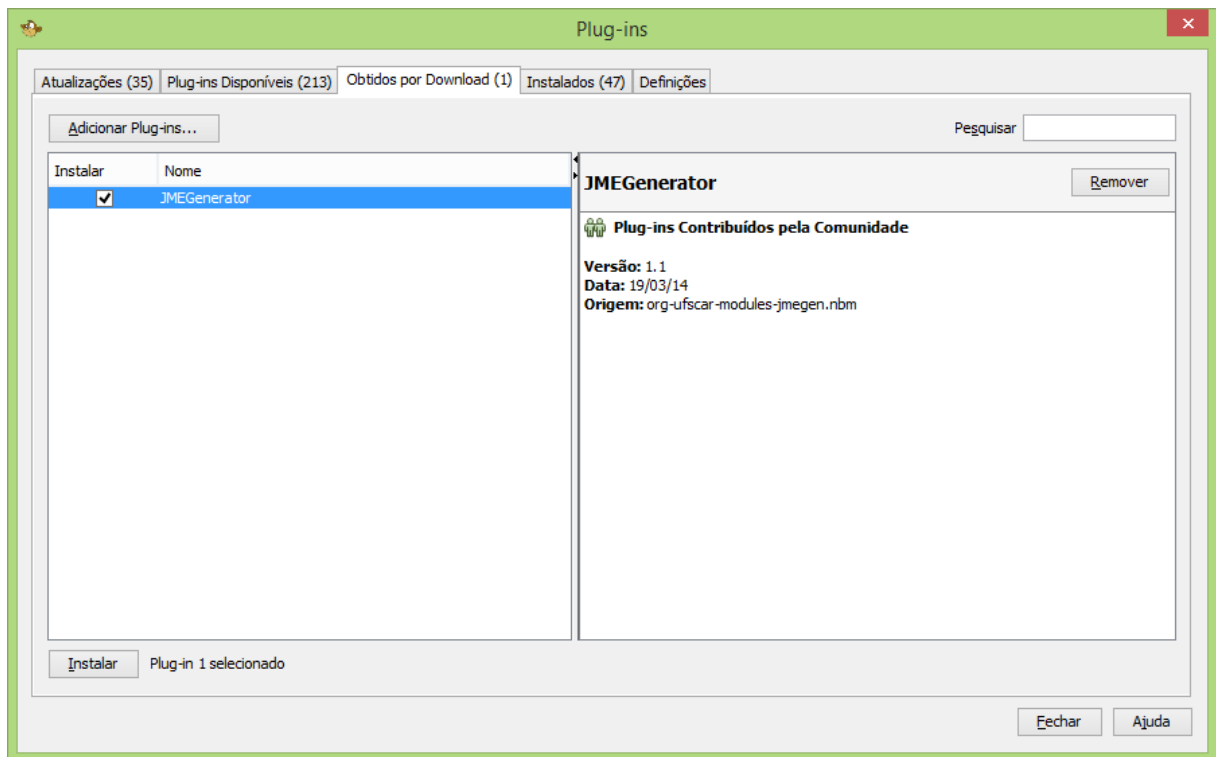 Plug-ins
Atualizações (35) Plug-ins Disponíveis (213) Obtidos por Download (1) Instalados (47) Definições
Adicionar Plug-ins... Pesquisar
Instalar Nome
JMEGenerator
JMEGenerator Remover
Plug-ins Contribuídos pela Comunidade
Versão: 1.1
Data: 19/03/14
Origem: org-ufscar-modules-jmegen.nbm
Instalar Plug-in 1 selecionado
Fechar Ajuda